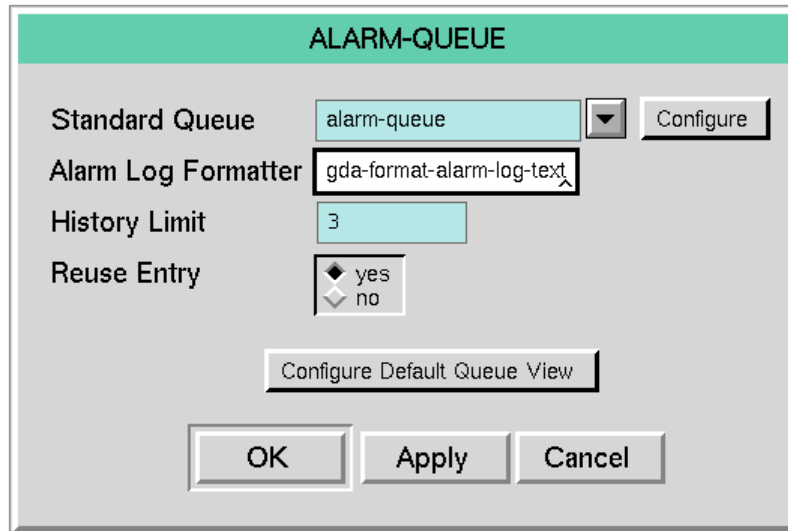 ALARM-QUEUE
Standard Queue alarm-queue Configure
Alarm Log Formatter gda-format-alarm-log-text
History Limit 3
Reuse Entry yes
no
Configure Default Queue View
OK Apply Cancel